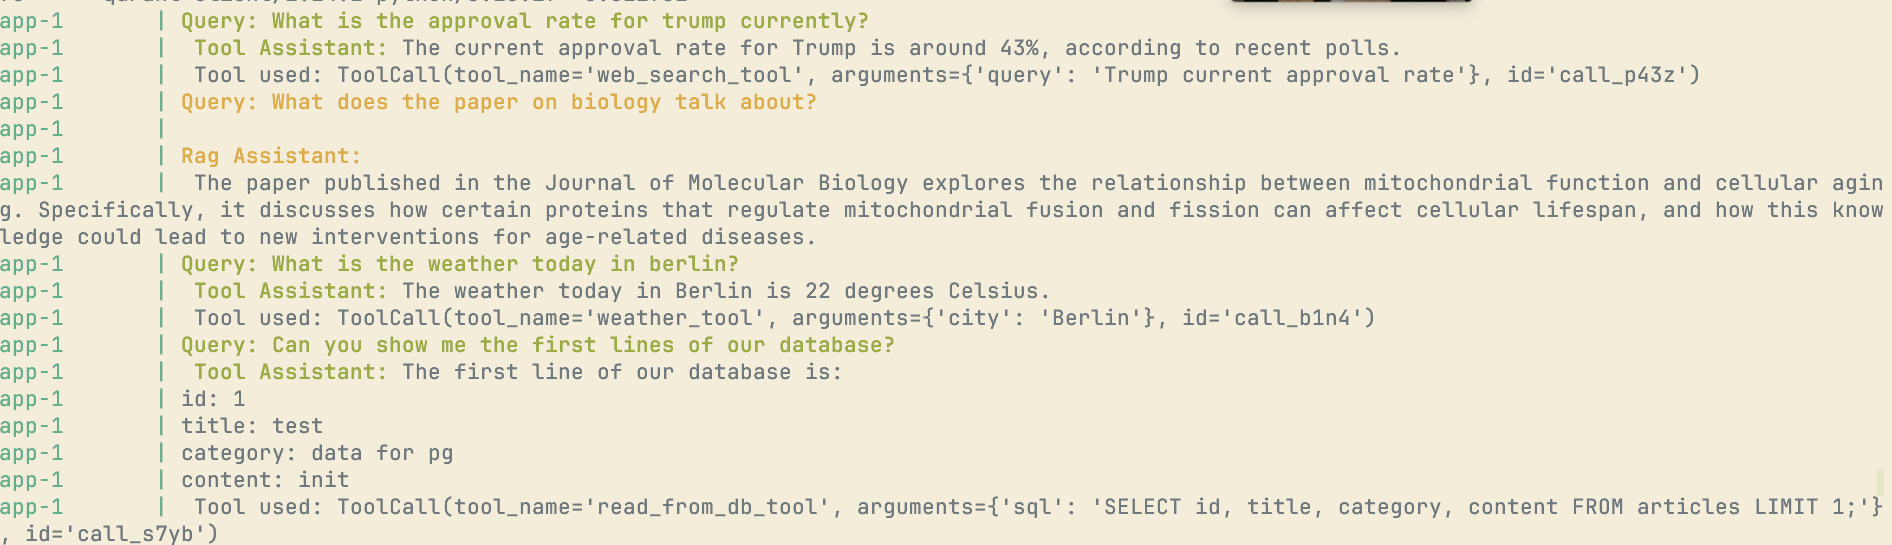 app-1 | Query: What is the approval rate for trump currently?
app-1 | Tool Assistant: The current approval rate for Trump is around 43%, according to recent polls.
app-1 | Tool used: ToolCall(tool_name='web_search_tool', arguments={'query': 'Trump current approval rate'}, id='call_p43z')
app-1 | Query: What does the paper on biology talk about?
app-1 |
app-1 | Rag Assistant:
app-1 | The paper published in the Journal of Molecular Biology explores the relationship between mitochondrial function and cellular agin
g. Specifically, it discusses how certain proteins that regulate mitochondrial fusion and fission can affect cellular lifespan, and how this know
ledge could lead to new interventions for age-related diseases.
app-1 | Query: What is the weather today in berlin?
app-1 | Tool Assistant: The weather today in Berlin is 22 degrees Celsius.
app-1 | Tool used: ToolCall(tool_name='weather_tool', arguments={'city': 'Berlin'}, id='call_b1n4')
app-1 | Query: Can you show me the first lines of our database?
app-1 | Tool Assistant: The first line of our database is:
app-1 | id: 1
app-1 | title: test
app-1 | category: data for pg
app-1 | content: init
app-1 | Tool used: ToolCall(tool_name='read_from_db_tool', arguments={'sql': 'SELECT id, title, category, content FROM articles LIMIT 1;'}
, id='call_s7yb')